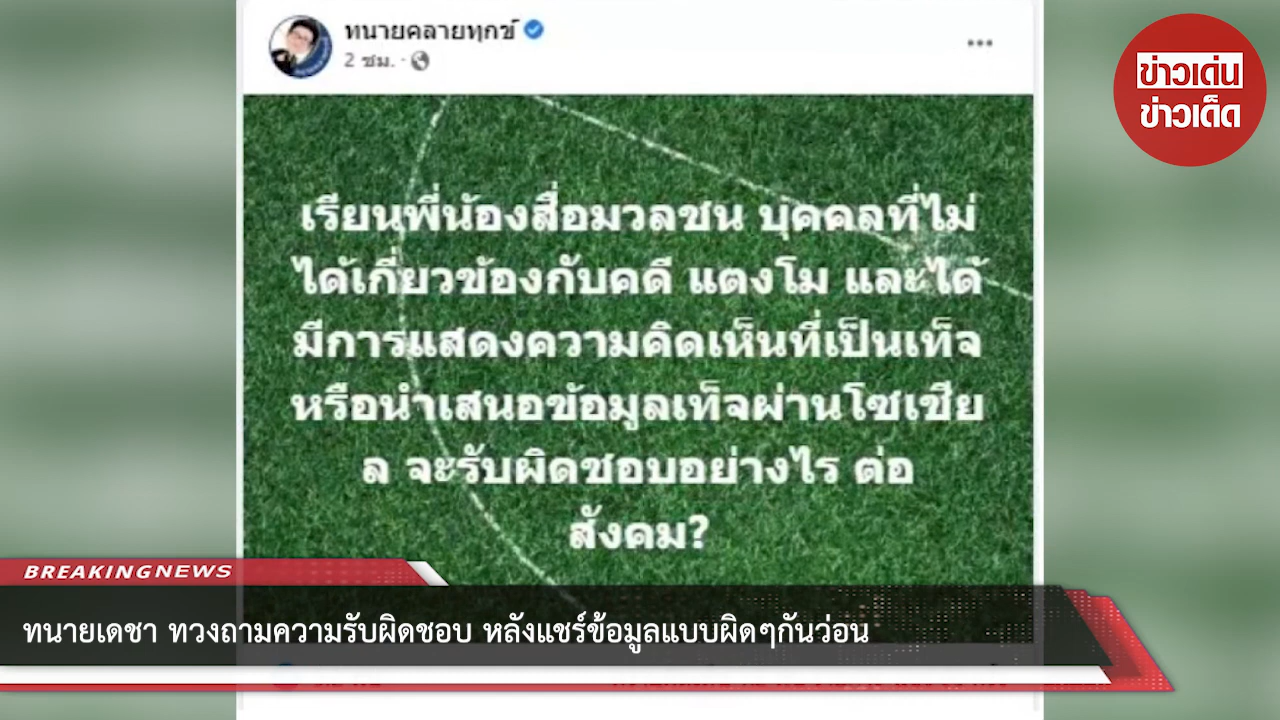 ทนายคลายทุกข์
2 ชม. ·
ข่าวเด่น
ข่าวเด็ด
เรียนพี่น้องสื่อมวลชน บุคคลที่ไม่
ได้เกี่ยวข้องกับคดี แตงโม และได้
มีการแสดงความคิดเห็นที่เป็นเท็จ
หรือนำเสนอข้อมูลเท็จผ่านโซเชีย
ล จะรับผิดชอบอย่างไร ต่อ
สังคม?
BREAKINGNEWS
ทนายเดชา ทวงถามความรับผิดชอบ หลังแชร์ข้อมูลแบบผิดๆกันว่อน